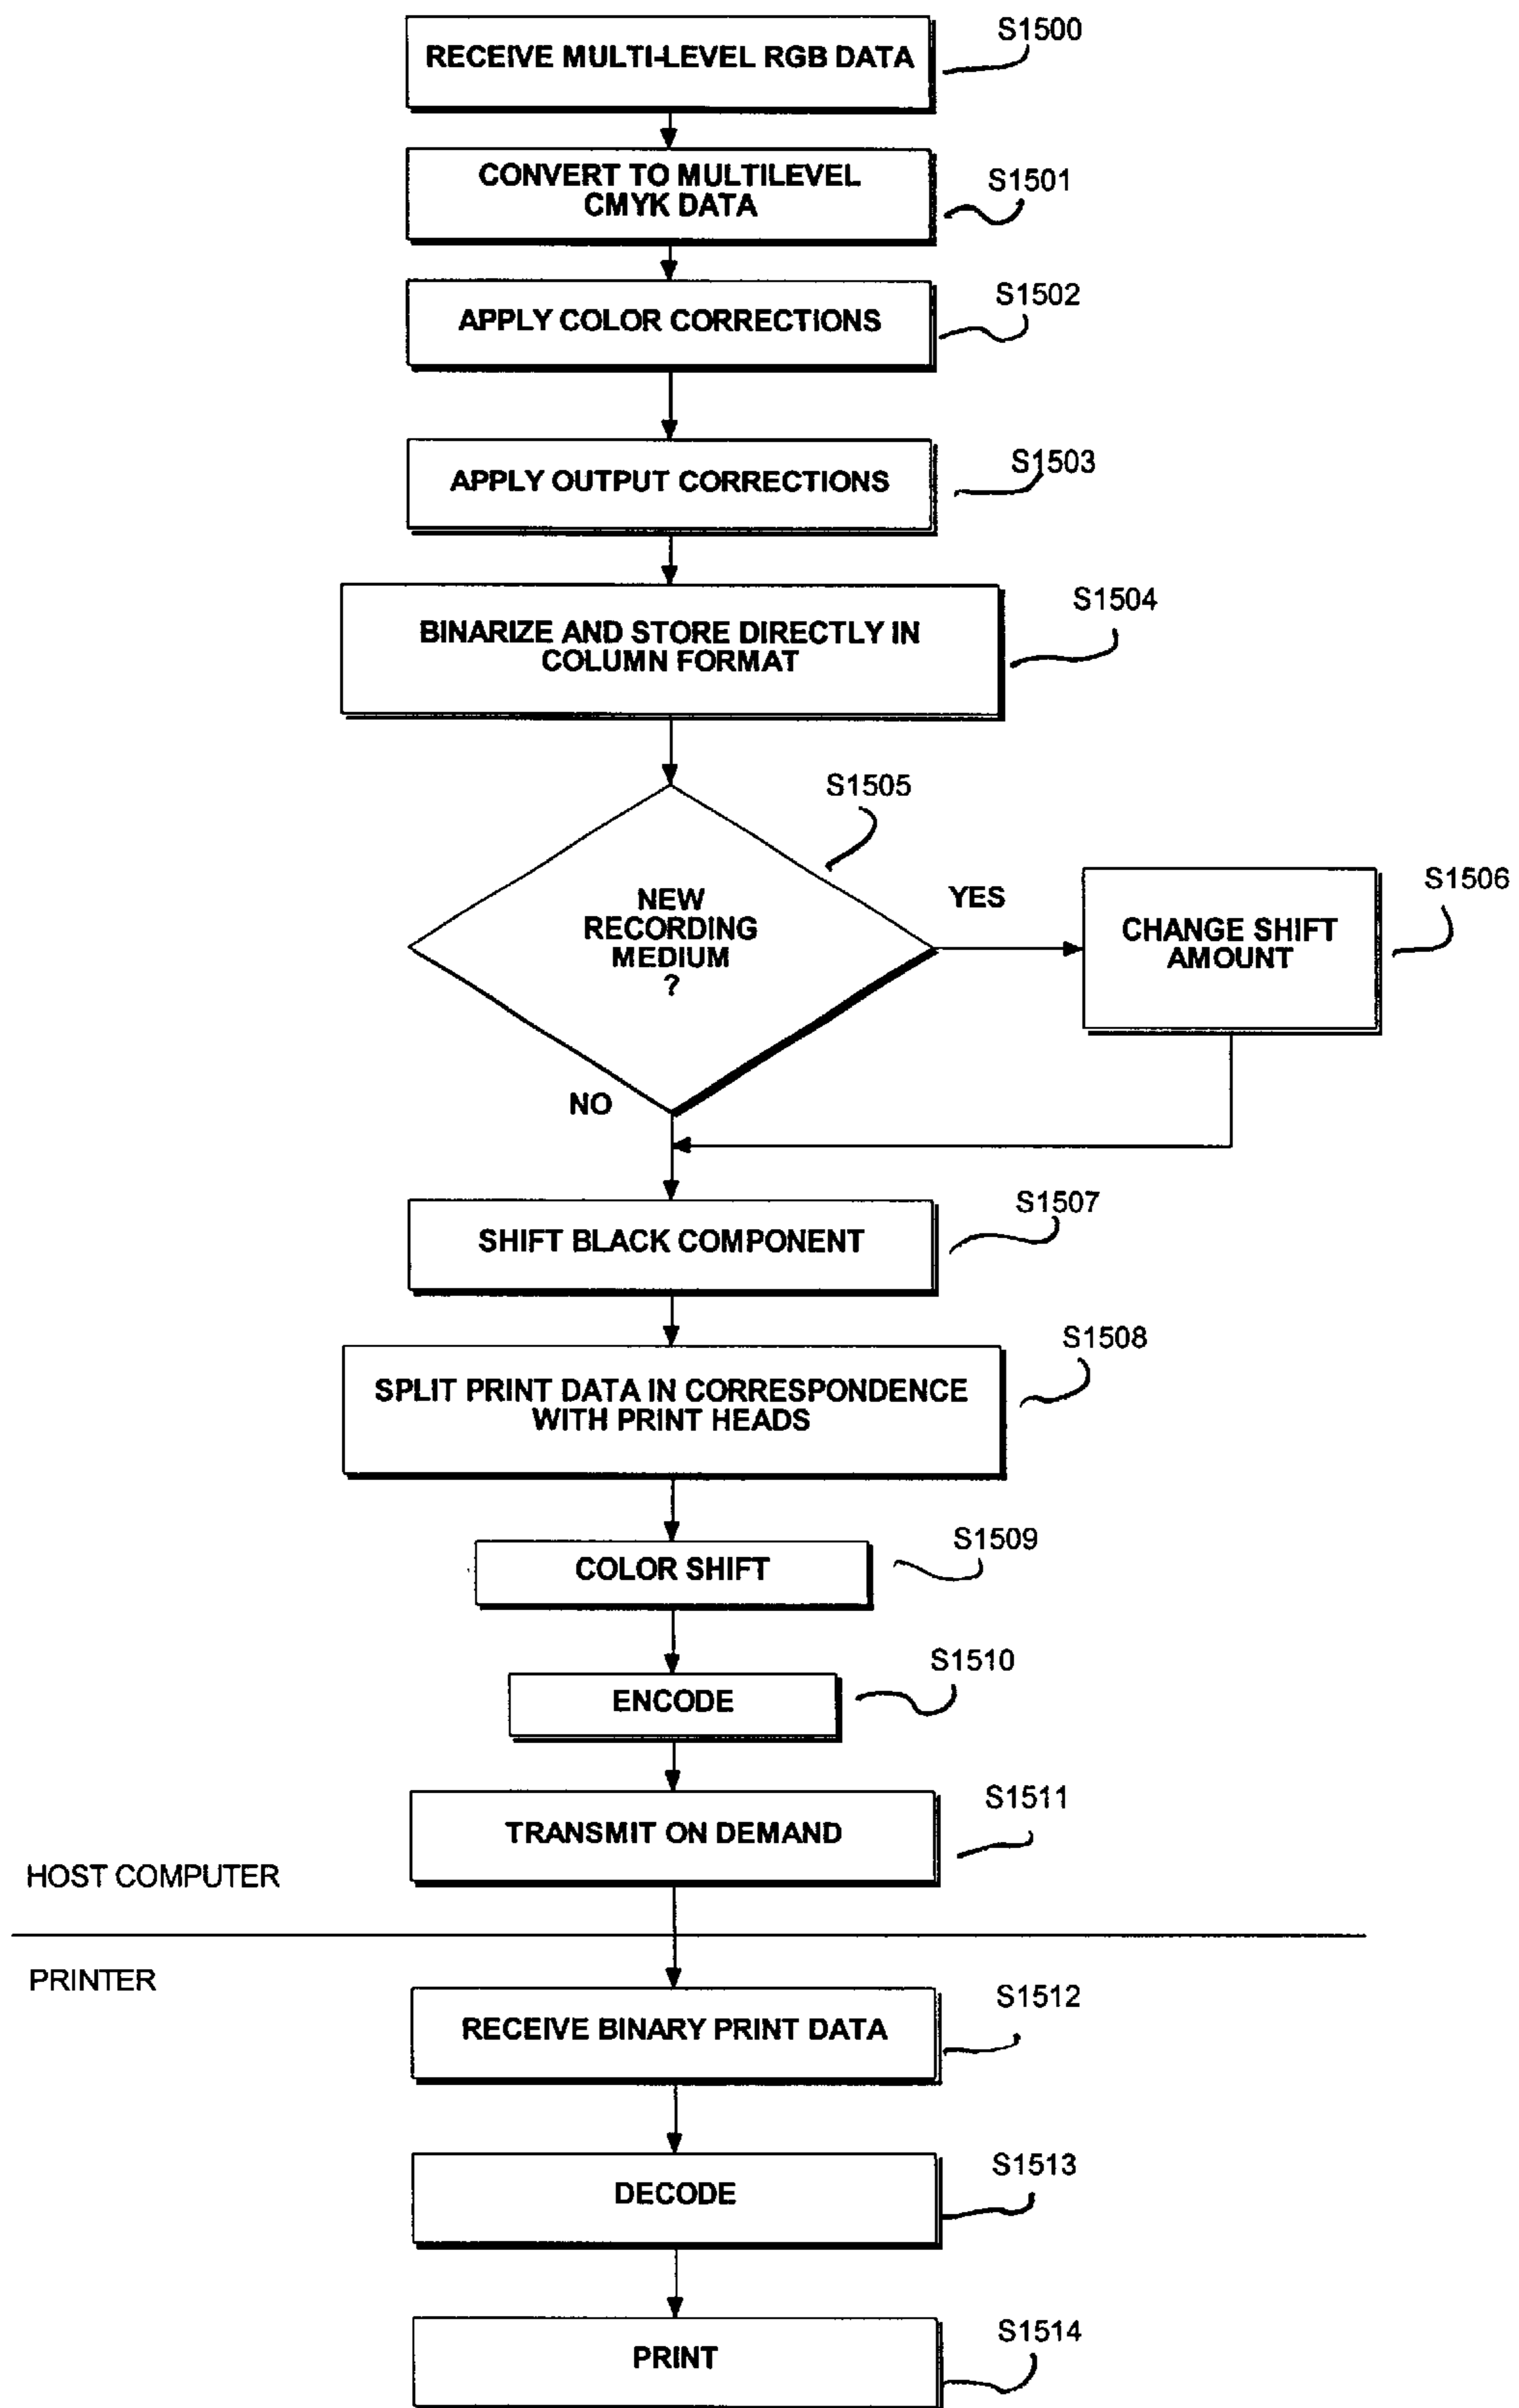 S1500
RECEIVE MULTI-LEVEL RGB DATA
S1501
CONVERT TO MULTILEVEL
CMYK DATA
S1502
APPLY COLOR CORRECTIONS
S1503
APPLY OUTPUT CORRECTIONS
S1504
BINARIZE AND STORE DIRECTLY IN
COLUMN FORMAT
S1505
NEW
RECORDING
MEDIUM
?
YES
S1506
CHANGE SHIFT
AMOUNT
NO
S1507
SHIFT BLACK COMPONENT
S1508
SPLIT PRINT DATA IN CORRESPONDENCE
WITH PRINT HEADS
S1509
COLOR SHIFT
S1510
ENCODE
S1511
TRANSMIT ON DEMAND
HOST COMPUTER
PRINTER
S1512
RECEIVE BINARY PRINT DATA
S1513
DECODE
S1514
PRINT